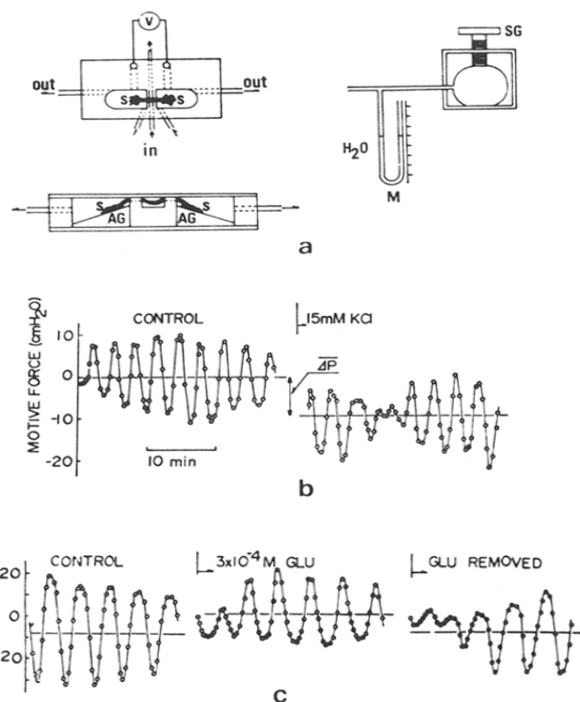 V
out
out
S
S
in
SG
H₂O
M
S
S
AG
AG
a
MOTIVE FORCE (cmH₂O)
CONTROL
15mM KCl
10
0
-10
-20
ΔP
10 min
b
CONTROL
3x10⁻⁴ M GLU
GLU REMOVED
20
0
20
c